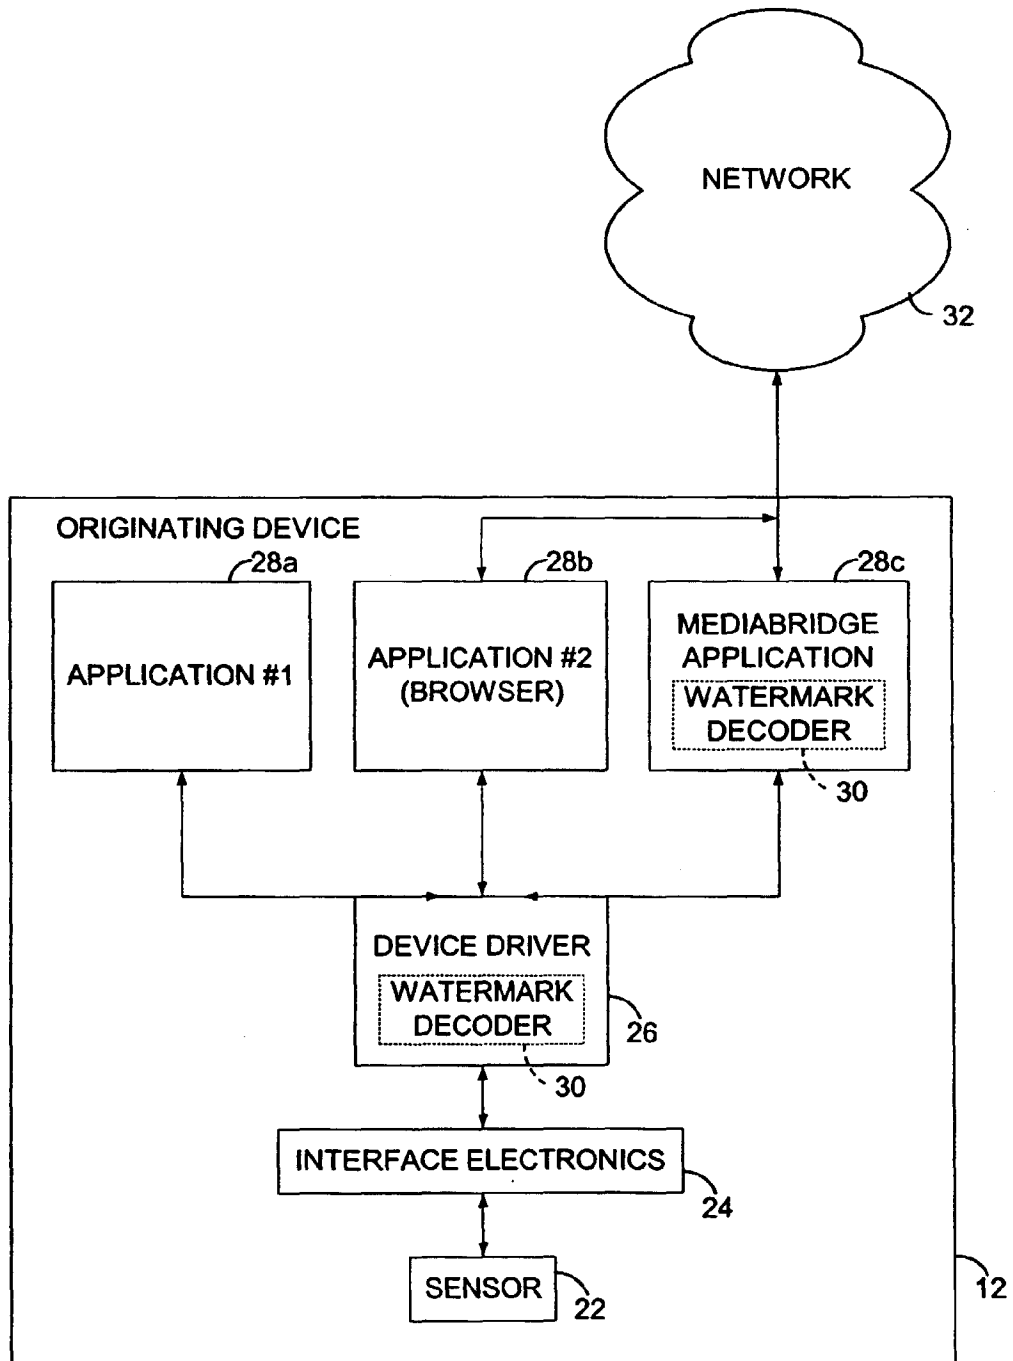 NETWORK
32
ORIGINATING DEVICE
28a
28b
28c
APPLICATION #1
APPLICATION #2
(BROWSER)
MEDIABRIDGE
APPLICATION
WATERMARK
DECODER
30
DEVICE DRIVER
WATERMARK
DECODER
26
30
INTERFACE ELECTRONICS
24
SENSOR
22
12